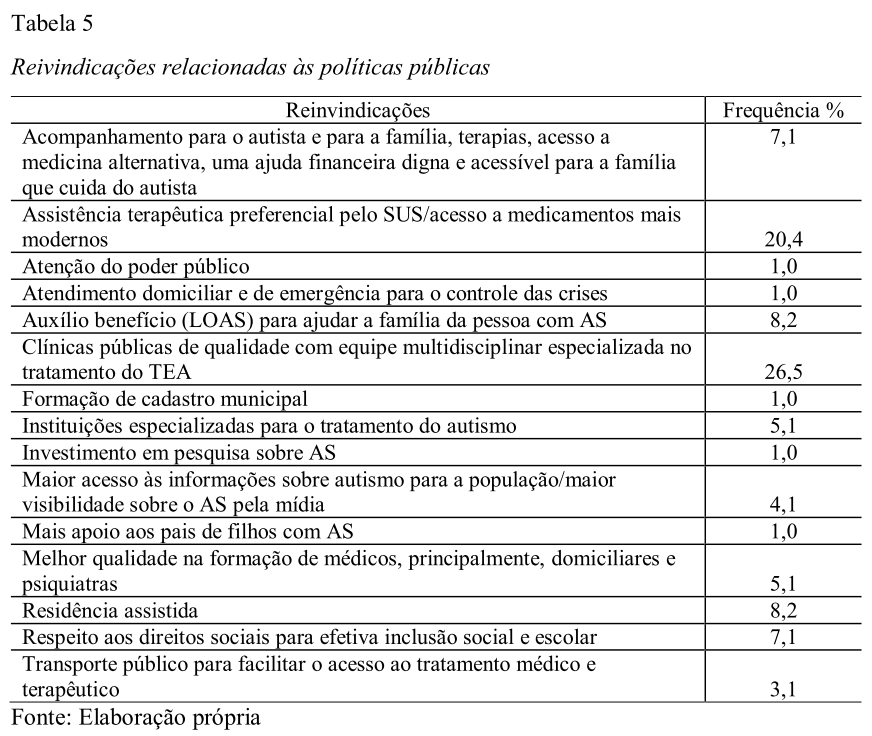 Tabela 5
Reivindicações relacionadas às políticas públicas
Reinvindicações Frequência %
Acompanhamento para o autista e para a família, terapias, acesso a 7,1
medicina alternativa, uma ajuda financeira digna e acessível para a família
que cuida do autista
Assistência terapêutica preferencial pelo SUS/acesso a medicamentos mais
modernos 20,4
Atenção do poder público 1,0
Atendimento domiciliar e de emergência para o controle das crises 1,0
Auxílio benefício (LOAS) para ajudar a família da pessoa com AS 8,2
Clínicas públicas de qualidade com equipe multidisciplinar especializada no
tratamento do TEA 26,5
Formação de cadastro municipal 1,0
Instituições especializadas para o tratamento do autismo 5,1
Investimento em pesquisa sobre AS 1,0
Maior acesso às informações sobre autismo para a população/maior
visibilidade sobre o AS pela mídia 4,1
Mais apoio aos pais de filhos com AS 1,0
Melhor qualidade na formação de médicos, principalmente, domiciliares e
psiquiatras 5,1
Residência assistida 8,2
Respeito aos direitos sociais para efetiva inclusão social e escolar 7,1
Transporte público para facilitar o acesso ao tratamento médico e
terapêutico 3,1
Fonte: Elaboração própria